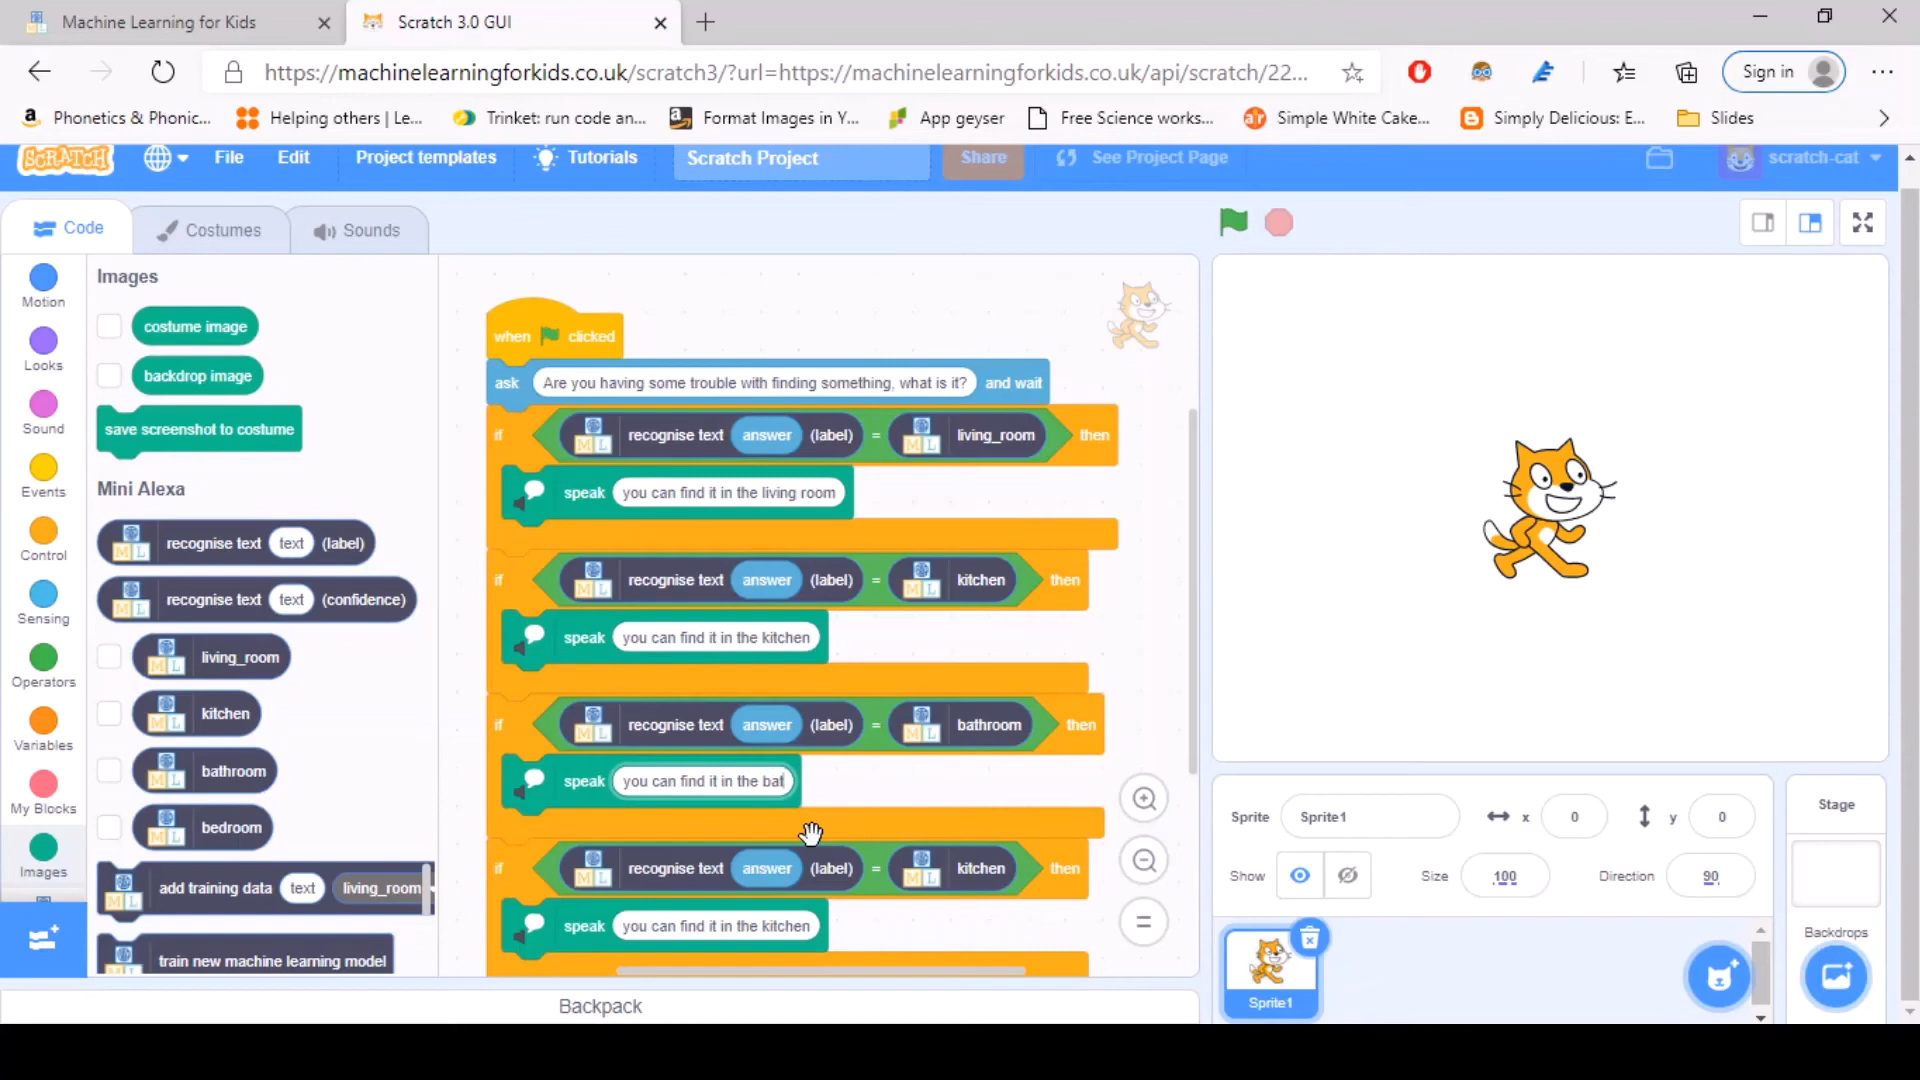 Machine Learning for Kids
Scratch 3.0 GUI
https://machinelearningforkids.co.uk/scratch3/?url=https://machinelearningforkids.co.uk/api/scratch/22...
Sign in
Phonetics & Phonic...
Helping others | Le...
Trinket: run code an...
Format Images in Y...
App geyser
Free Science works...
Simple White Cake...
Simply Delicious: E...
Slides
SCRATCH
File
Edit
Project templates
Tutorials
Scratch Project
Share
See Project Page
scratch-cat
Code
Costumes
Sounds
Motion
Looks
Sound
Events
Control
Sensing
Operators
Variables
My Blocks
Images
Images
costume image
backdrop image
save screenshot to costume
Mini Alexa
recognise text text (label)
recognise text text (confidence)
living_room
kitchen
bathroom
bedroom
add training data text living_room
train new machine learning model
when clicked
ask Are you having some trouble with finding something, what is it? and wait
if recognise text answer (label) = living_room then
speak you can find it in the living room
if recognise text answer (label) = kitchen then
speak you can find it in the kitchen
if recognise text answer (label) = bathroom then
speak you can find it in the bat
if recognise text answer (label) = kitchen then
speak you can find it in the kitchen
Backpack
Sprite Sprite1 x 0 y 0
Show Size 100 Direction 90
Sprite1
Stage
Backdrops